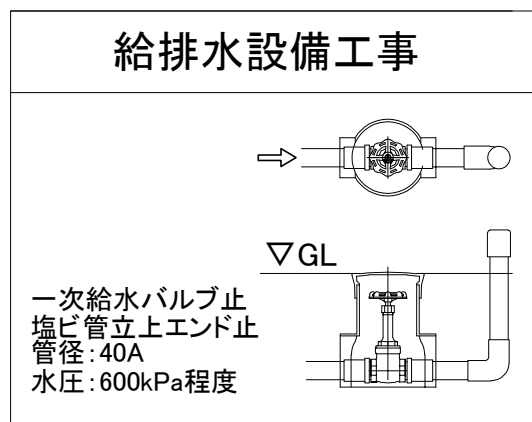 給排水設備工事
▽GL
一次給水バルブ止
塩ビ管立上エンド止
管径:40A
水圧:600kPa程度